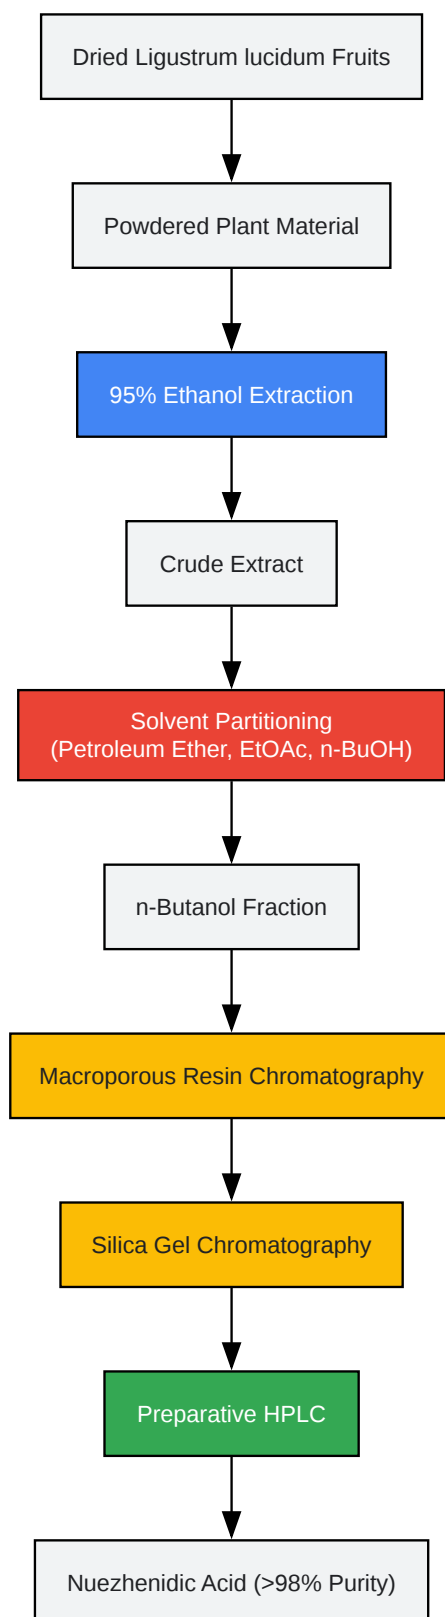 Dried Ligustrum lucidum Fruits
Powdered Plant Material
95% Ethanol Extraction
Crude Extract
Solvent Partitioning
(Petroleum Ether, EtOAc, n-BuOH)
n-Butanol Fraction
Macroporous Resin Chromatography
Silica Gel Chromatography
Preparative HPLC
Nuezhenidic Acid (>98% Purity)